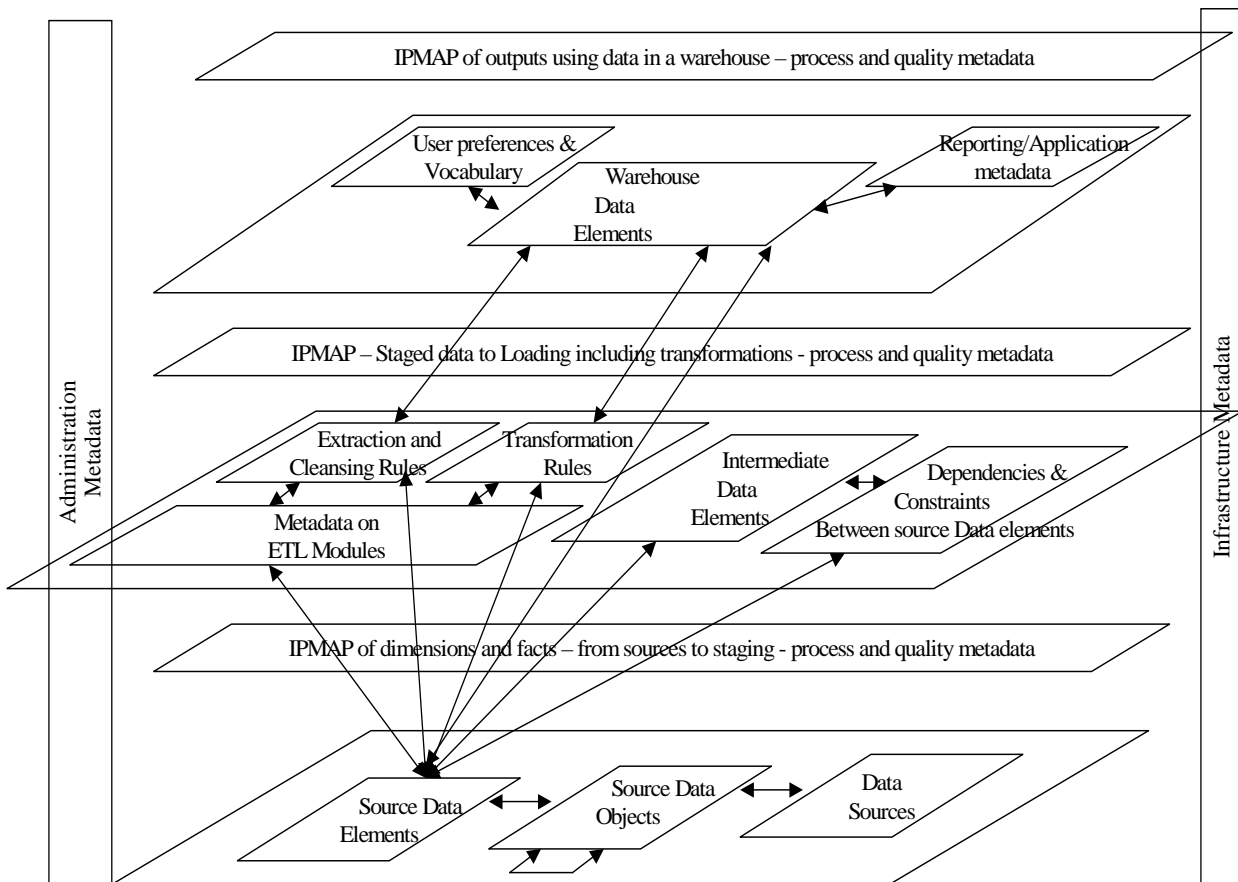 IPMAP of outputs using data in a warehouse – process and quality metadata
User preferences &
Vocabulary
Warehouse
Data
Elements
Reporting/Application
metadata
IPMAP – Staged data to Loading including transformations - process and quality metadata
Administration
Metadata
Infrastructure Metadata
Extraction and
Cleansing Rules
Transformation
Rules
Intermediate
Data
Elements
Dependencies &
Constraints
Between source Data elements
Metadata on
ETL Modules
IPMAP of dimensions and facts – from sources to staging - process and quality metadata
Source Data
Elements
Source Data
Objects
Data
Sources